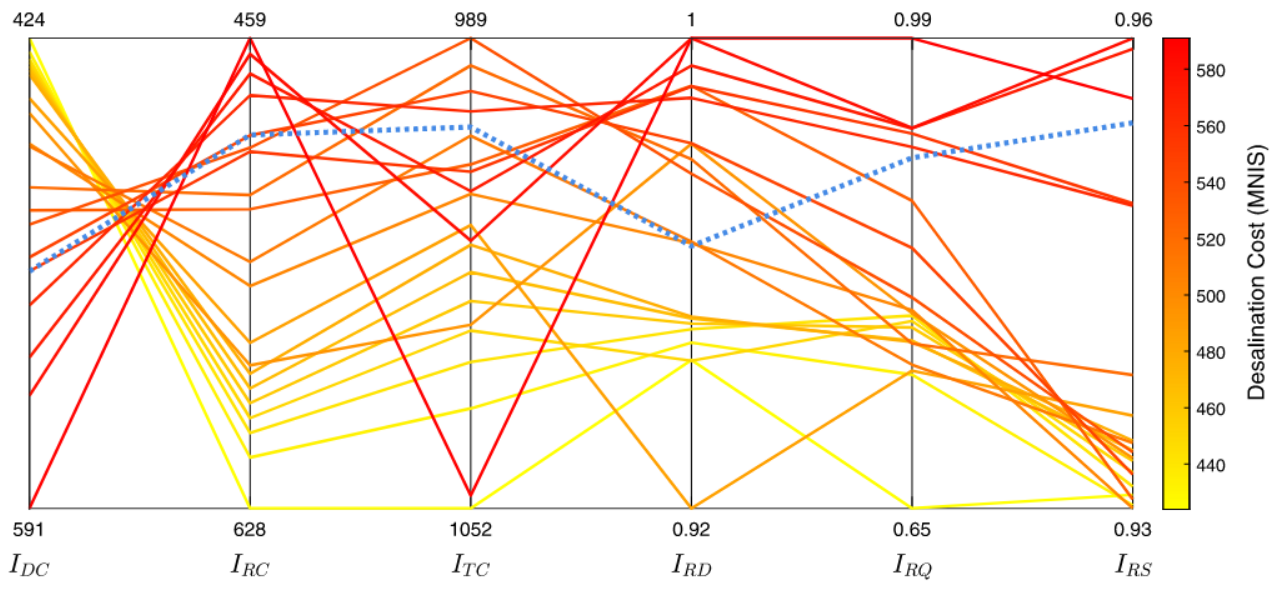 424 459 989 1 0.99 0.96
580
560
540
520
500
480
460
440
Desalination Cost (MNIS)
591 628 1052 0.92 0.65 0.93
I_DC I_RC I_TC I_RD I_RQ I_RS